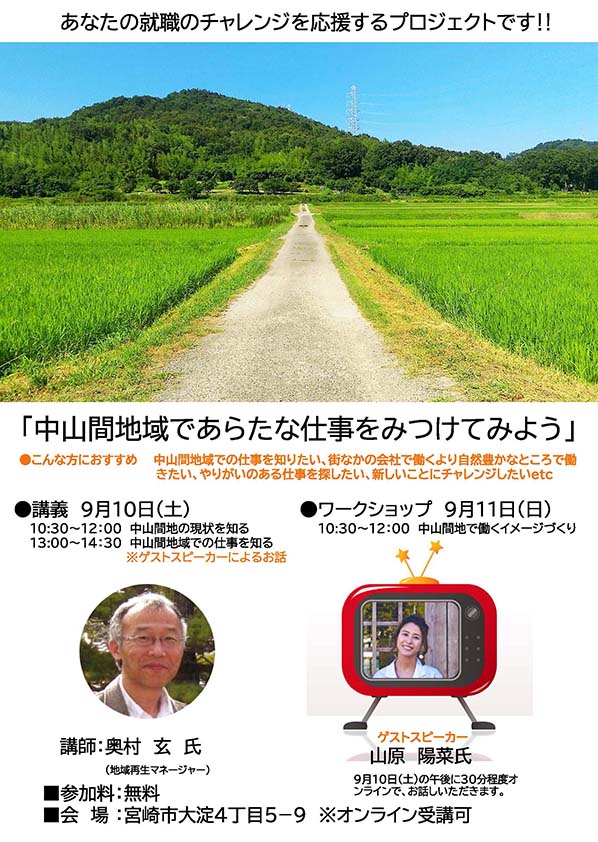 あなたの就職のチャレンジを応援するプロジェクトです!!
「中山間地域であらたな仕事をみつけてみよう」
●こんな方におすすめ　中山間地域での仕事を知りたい、街なかの会社で働くより自然豊かなところで働
きたい、やりがいのある仕事を探したい、新しいことにチャレンジしたいetc
●講義　9月10日(土)
10:30～12:00　中山間地の現状を知る
13:00～14:30　中山間地域での仕事を知る
※ゲストスピーカーによるお話
●ワークショップ　9月11日(日)
10:30～12:00　中山間地で働くイメージづくり
講師:奥村　玄　氏
(地域再生マネージャー)
ゲストスピーカー
山原　陽菜氏
9月10日(土)の午後に30分程度オ
ンラインで、お話しいただきます。
■参加料:無料
■会　場:宮崎市大淀4丁目5-9　※オンライン受講可